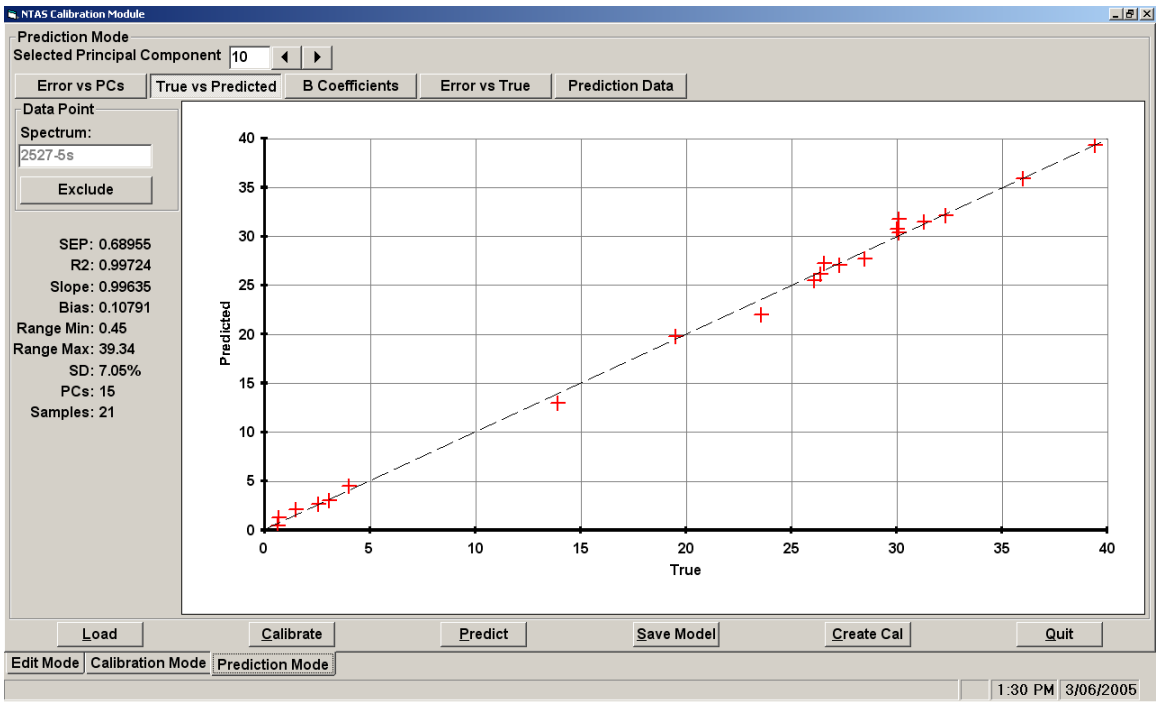 NTAS Calibration Module
Prediction Mode
Selected Principal Component 10
Error vs PCs True vs Predicted B Coefficients Error vs True Prediction Data
Data Point
Spectrum:
2527-5s
Exclude
SEP: 0.68955
R2: 0.99724
Slope: 0.99635
Bias: 0.10791
Range Min: 0.45
Range Max: 39.34
SD: 7.05%
PCs: 15
Samples: 21
Predicted
40
35
30
25
20
15
10
5
0
0 5 10 15 20 25 30 35 40
True
Load Calibrate Predict Save Model Create Cal Quit
Edit Mode Calibration Mode Prediction Mode
1:30 PM 3/06/2005